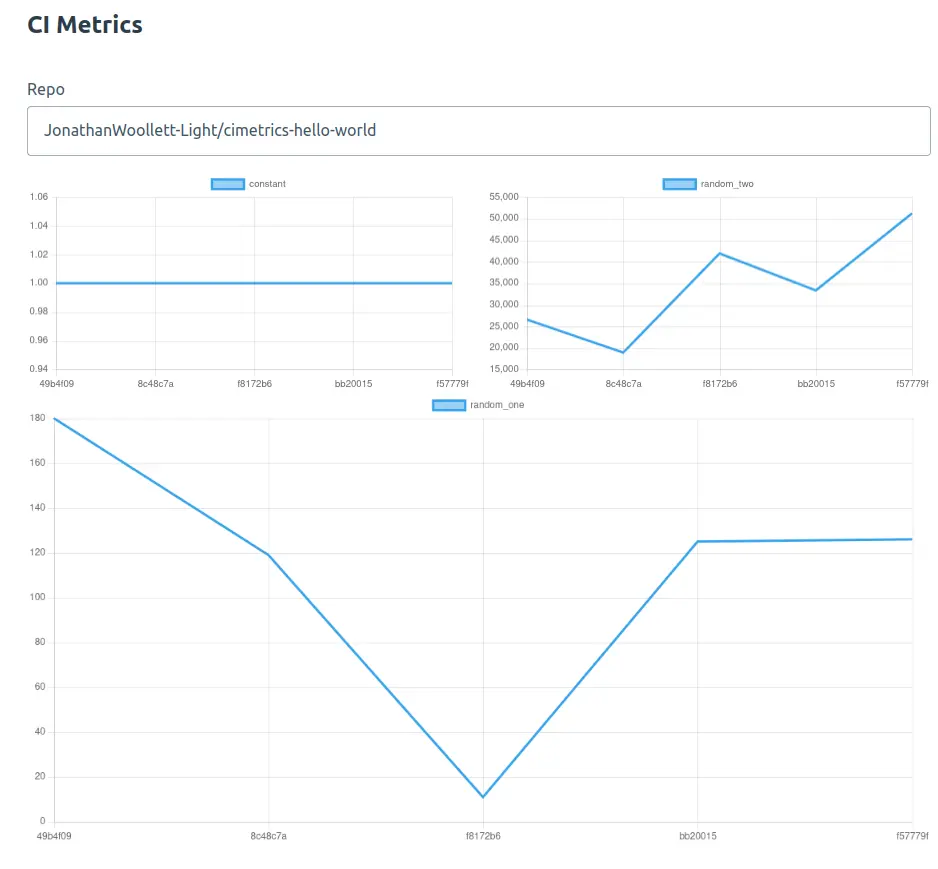 CI Metrics
Repo
JonathanWoollett-Light/cimetrics-hello-world
constant
1.06
1.04
1.02
1.00
0.98
0.96
0.94
49b4f09 8c48c7a f8172b6 bb20015 f57779f
random_two
55,000
50,000
45,000
40,000
35,000
30,000
25,000
20,000
15,000
49b4f09 8c48c7a f8172b6 bb20015 f57779f
random_one
180
160
140
120
100
80
60
40
20
0
49b4f09 8c48c7a f8172b6 bb20015 f57779f